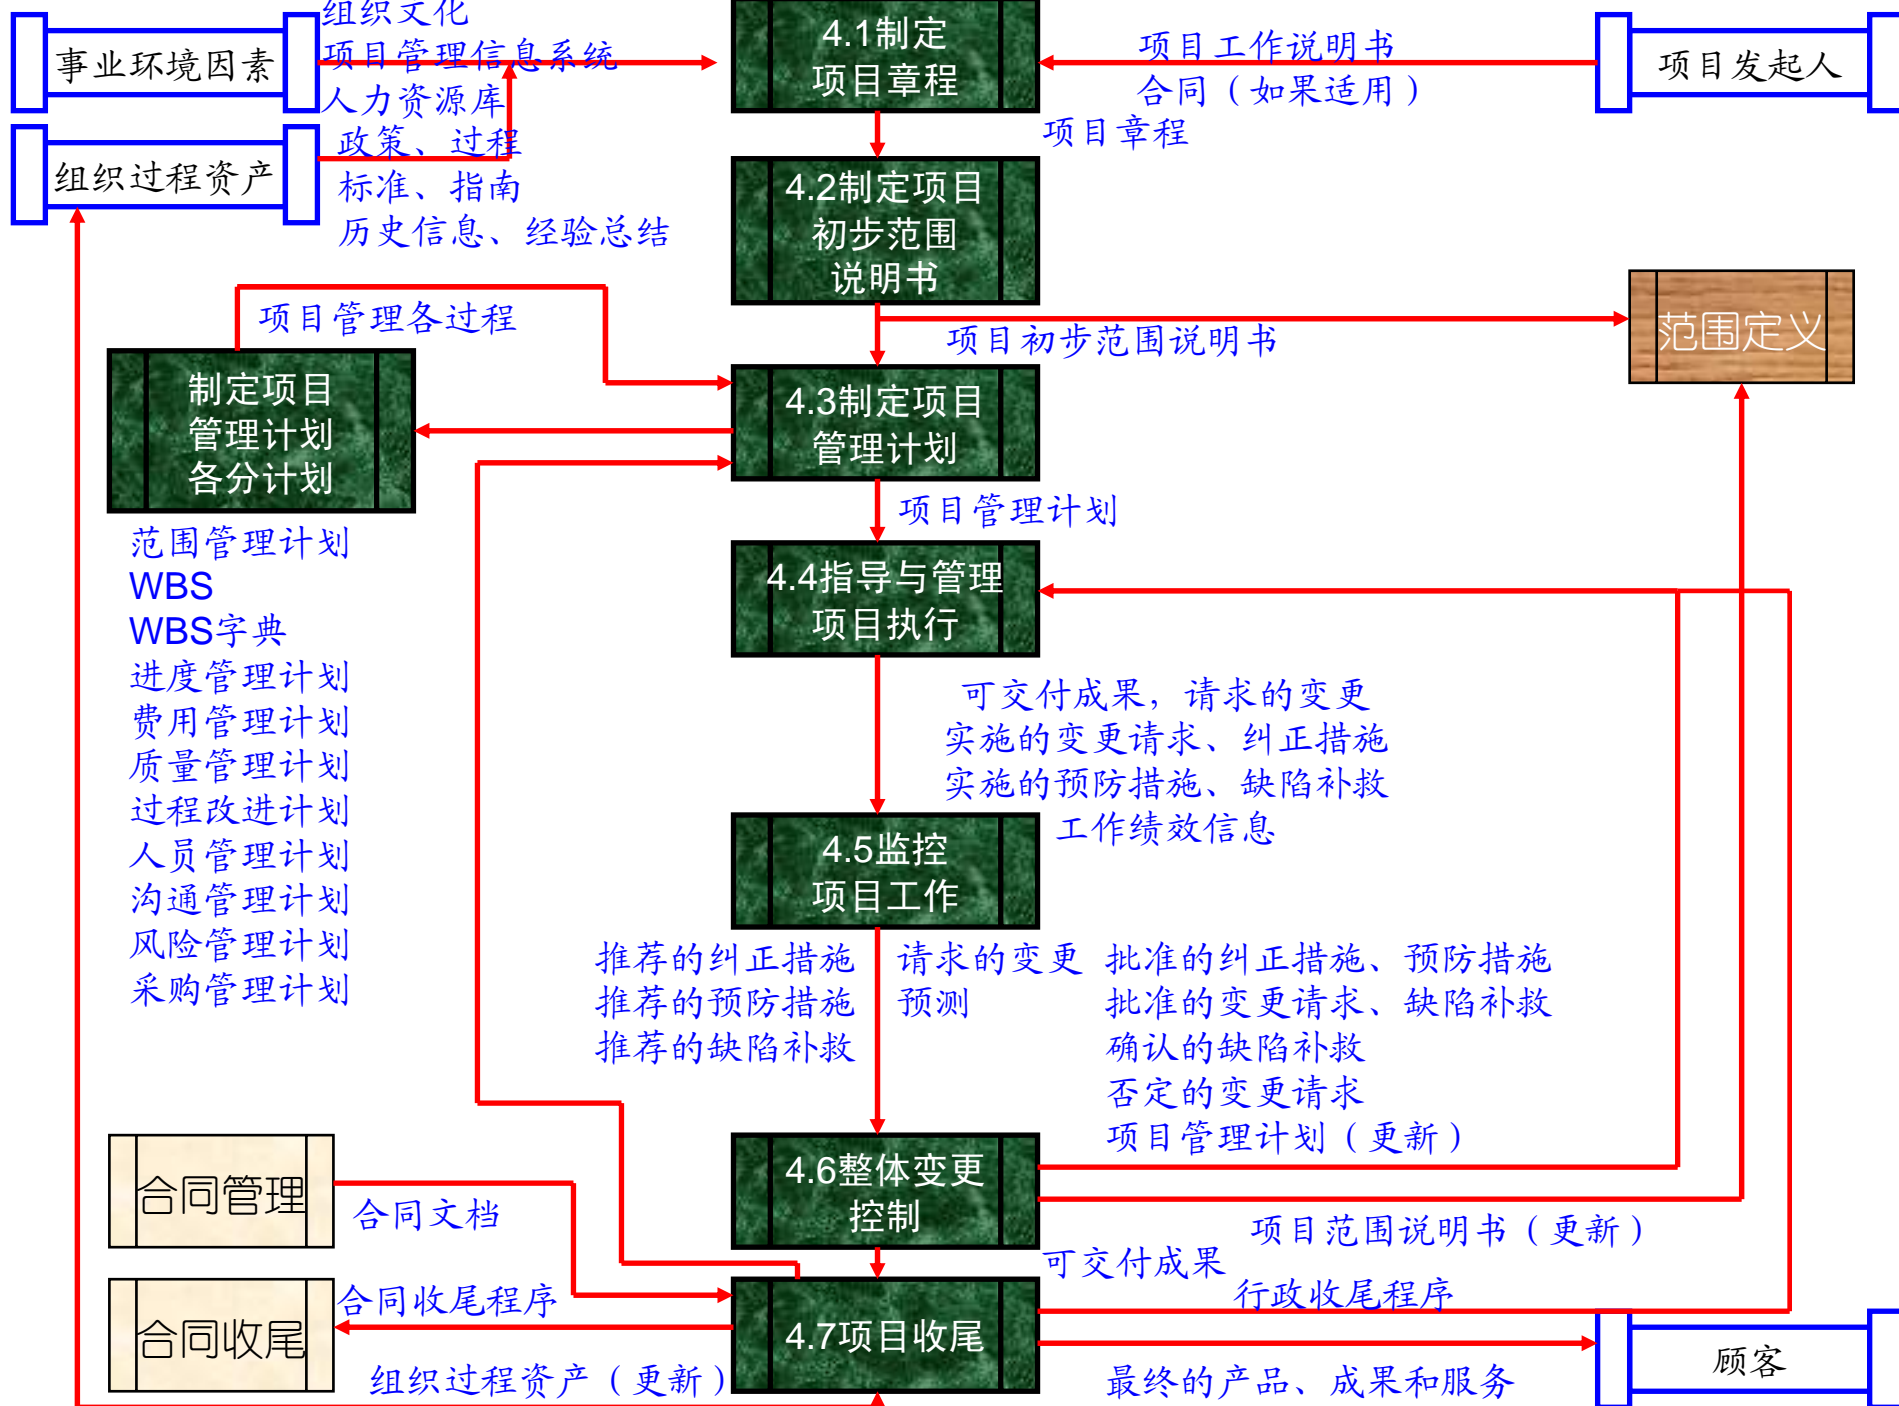 组织文化
项目管理信息系统
人力资源库
事业环境因素
4.1制定
项目章程
项目工作说明书
合同（如果适用）
项目发起人
项目章程
组织过程资产
政策、过程
标准、指南
历史信息、经验总结
4.2制定项目
初步范围
说明书
项目管理各过程
项目初步范围说明书
范围定义
制定项目
管理计划
各分计划
4.3制定项目
管理计划
项目管理计划
范围管理计划
WBS
WBS字典
进度管理计划
费用管理计划
质量管理计划
过程改进计划
人员管理计划
沟通管理计划
风险管理计划
采购管理计划
4.4指导与管理
项目执行
可交付成果，请求的变更
实施的变更请求、纠正措施
实施的预防措施、缺陷补救
工作绩效信息
4.5监控
项目工作
推荐的纠正措施
推荐的预防措施
推荐的缺陷补救
请求的变更
预测
批准的纠正措施、预防措施
批准的变更请求、缺陷补救
确认的缺陷补救
否定的变更请求
项目管理计划（更新）
合同管理
合同文档
4.6整体变更
控制
项目范围说明书（更新）
可交付成果
行政收尾程序
合同收尾
合同收尾程序
4.7项目收尾
组织过程资产（更新）
最终的产品、成果和服务
顾客